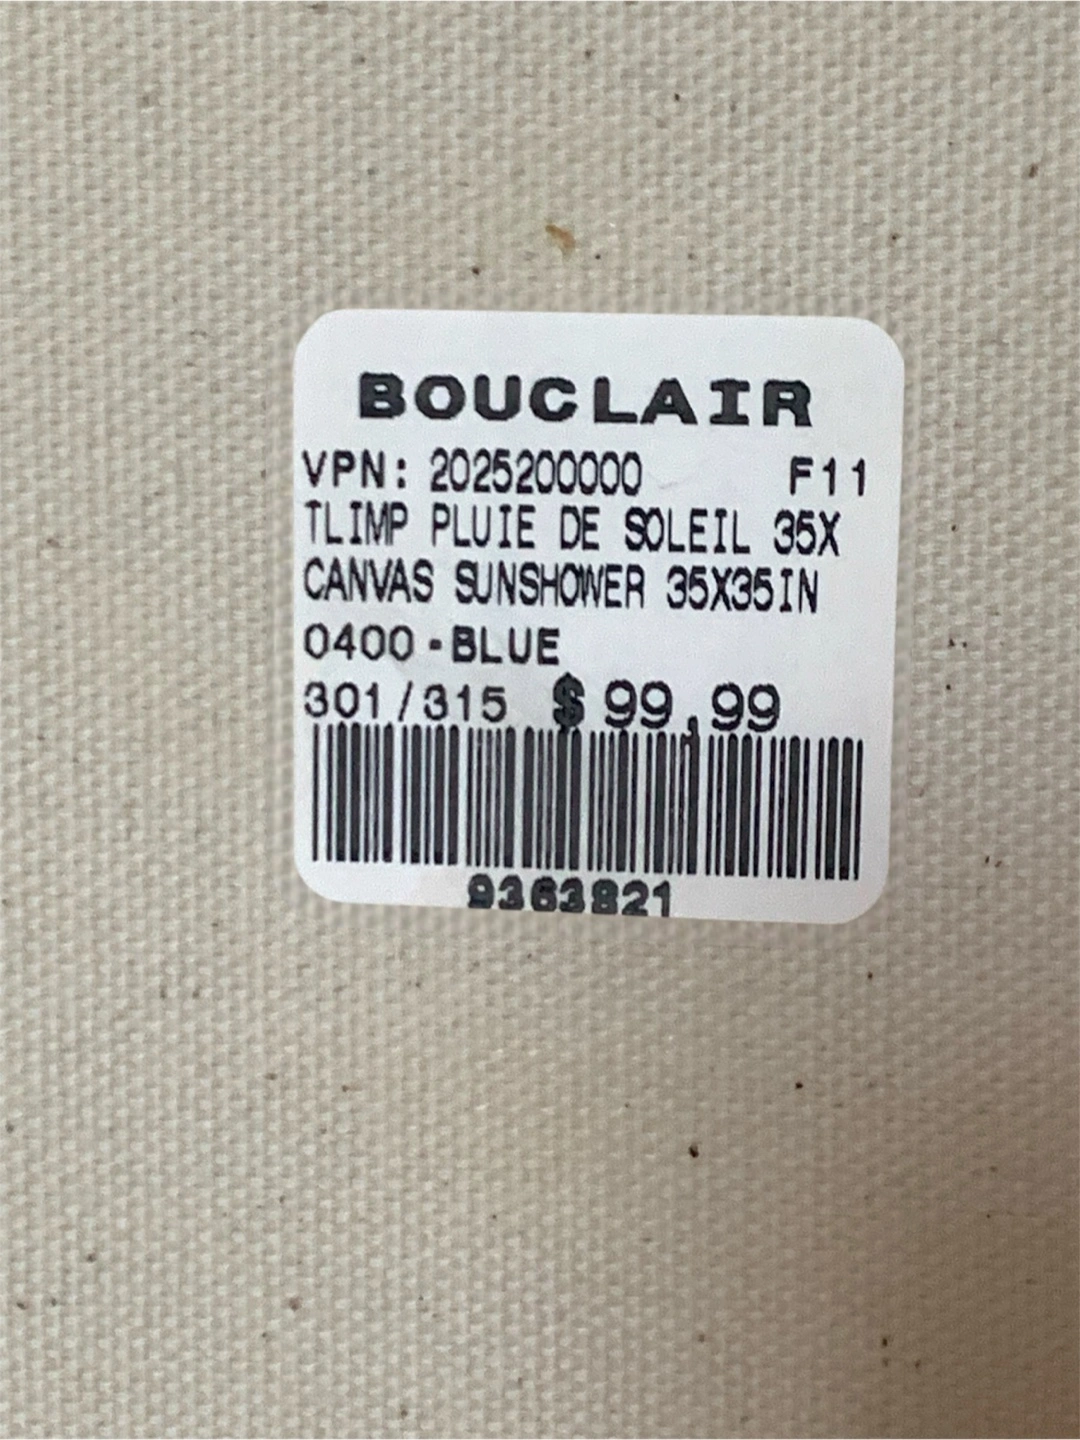 BOUCLAIR
VPN: 2025200000 F11
TLIMP PLUIE DE SOLEIL 35X
CANVAS SUNSHOWER 35X35IN
0400-BLUE
301/315 $ 99,99
9363821